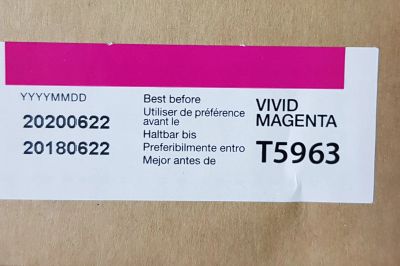 YYYYMMDD
20200622
20180622
Best before
Utiliser de préférence
avant le
Haltbar bis
Preferibilmente entro
Mejor antes de
VIVID
MAGENTA
T5963